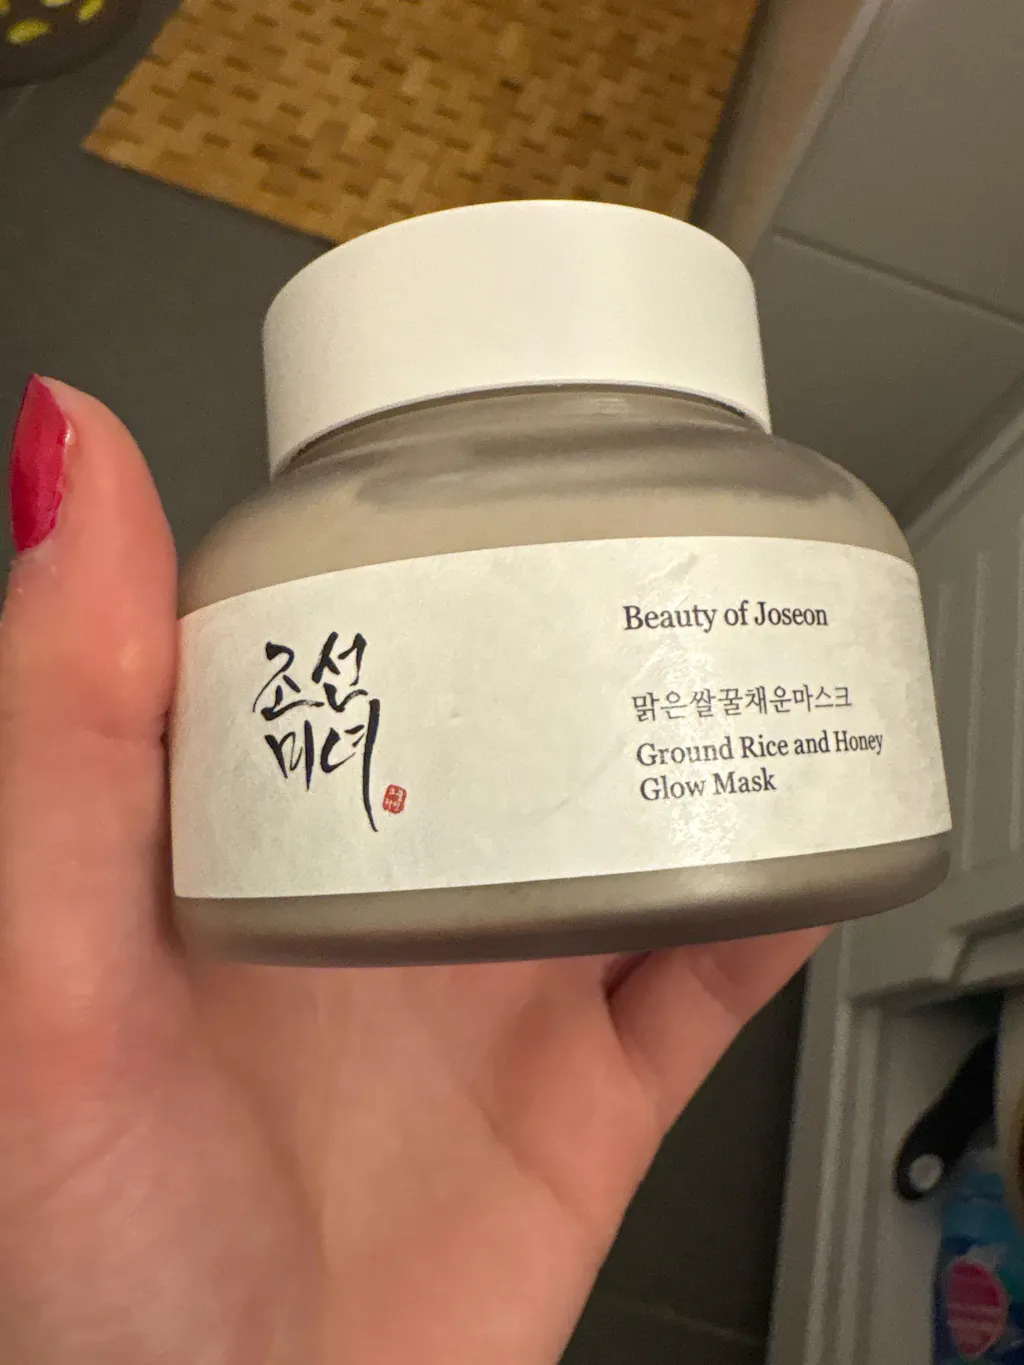 조선
미녀
Beauty of Joseon
맑은쌀꿀채운마스크
Ground Rice and Honey
Glow Mask